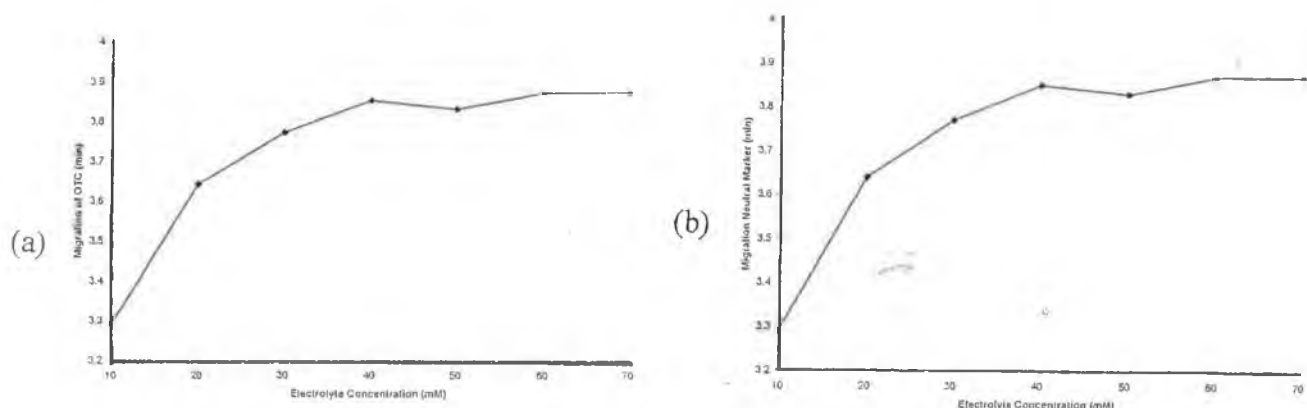 (a)
Migrations of OTC (min)
4
3.9
3.8
3.7
3.6
3.5
3.4
3.3
3.2
10 20 30 40 50 60 70
Electrolyte Concentration (mM)
(b)
Migration Neutral Marker (min)
4
3.9
3.8
3.7
3.6
3.5
3.4
3.3
3.2
10 20 30 40 50 60 70
Electrolyte Concentration (mM)